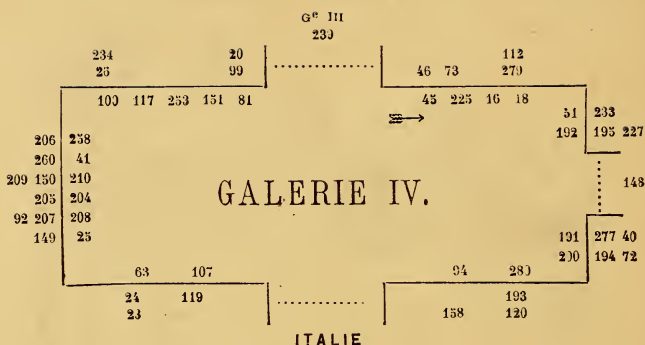 Gᵉ III
239
234 20 112
26 99 46 73 279
100 117 253 151 81 45 225 16 18
51 233
192 195 227
206 258
260 41
209 150 210
148
205 204
GALERIE IV.
92 207 208
149 25
191 277 40
200 194 72
63 107 94 280
24 119 193
23 158 120
ITALIE